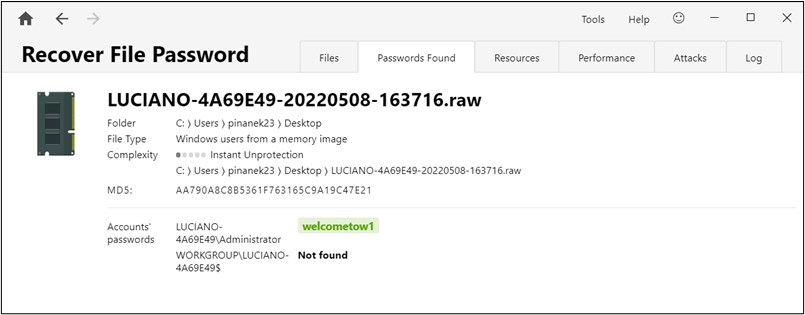 Tools Help
Recover File Password
Files Passwords Found Resources Performance Attacks Log
LUCIANO-4A69E49-20220508-163716.raw
Folder C: ⟩ Users ⟩ pinanek23 ⟩ Desktop
File Type Windows users from a memory image
Complexity Instant Unprotection
C: ⟩ Users ⟩ pinanek23 ⟩ Desktop ⟩ LUCIANO-4A69E49-20220508-163716.raw
MD5: AA790A8C8B5361F763165C9A19C47E21
Accounts' LUCIANO- welcometow1
passwords 4A69E49\Administrator
WORKGROUP\LUCIANO- Not found
4A69E49$